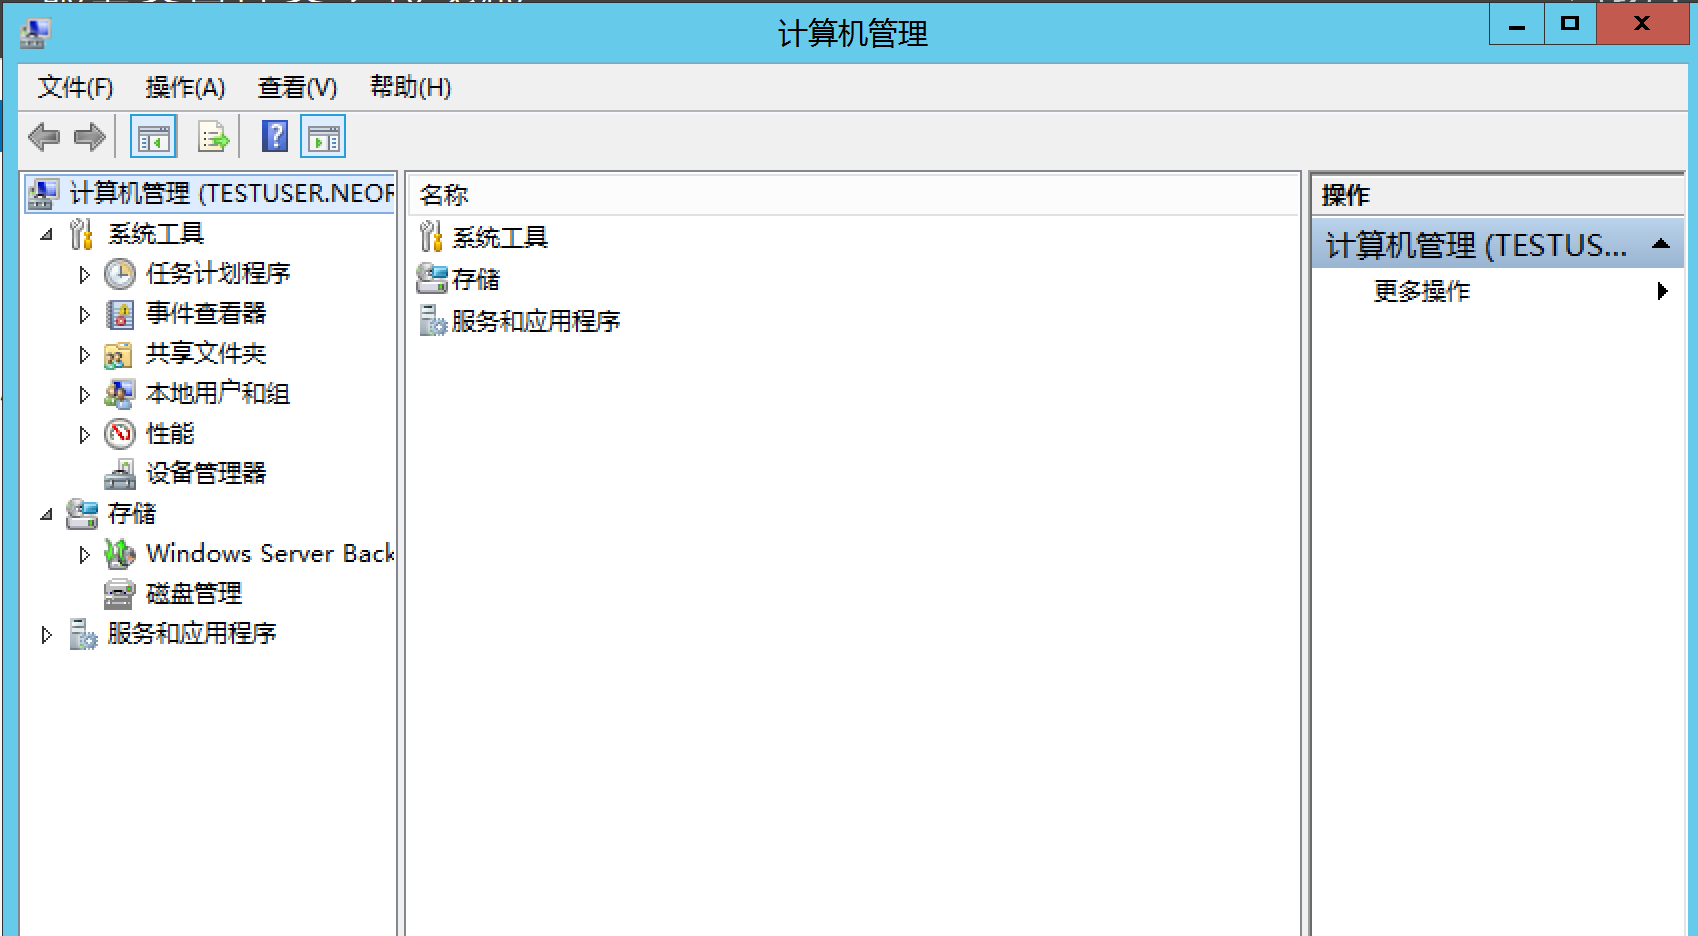 计算机管理
文件(F) 操作(A) 查看(V) 帮助(H)
计算机管理 (TESTUSER.NEOR
系统工具
任务计划程序
事件查看器
共享文件夹
本地用户和组
性能
设备管理器
存储
Windows Server Back
磁盘管理
服务和应用程序
名称
系统工具
存储
服务和应用程序
操作
计算机管理 (TESTUS...
更多操作